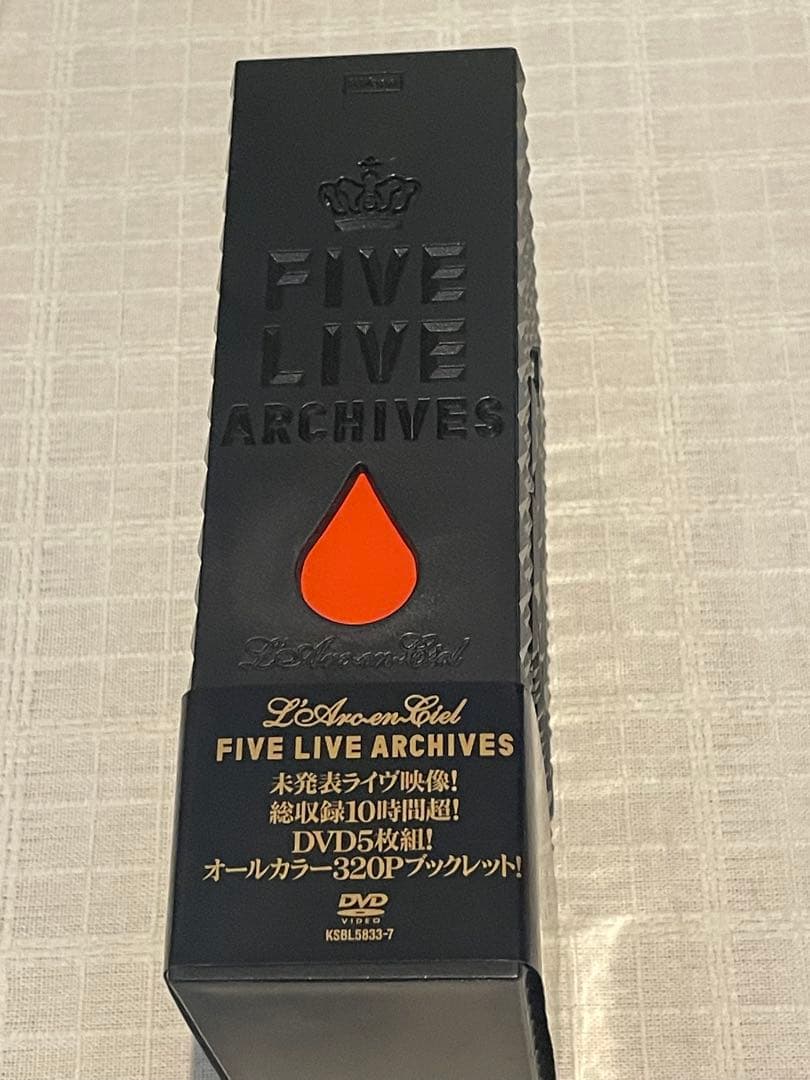 FIVE
LIVE
ARCHIVES
L'Arc~en~Ciel
L'Arc~en~Ciel
FIVE LIVE ARCHIVES
未発表ライヴ映像!
総収録10時間超!
DVD5枚組!
オールカラー320Pブックレット!
DVD
VIDEO
KSBL5833-7